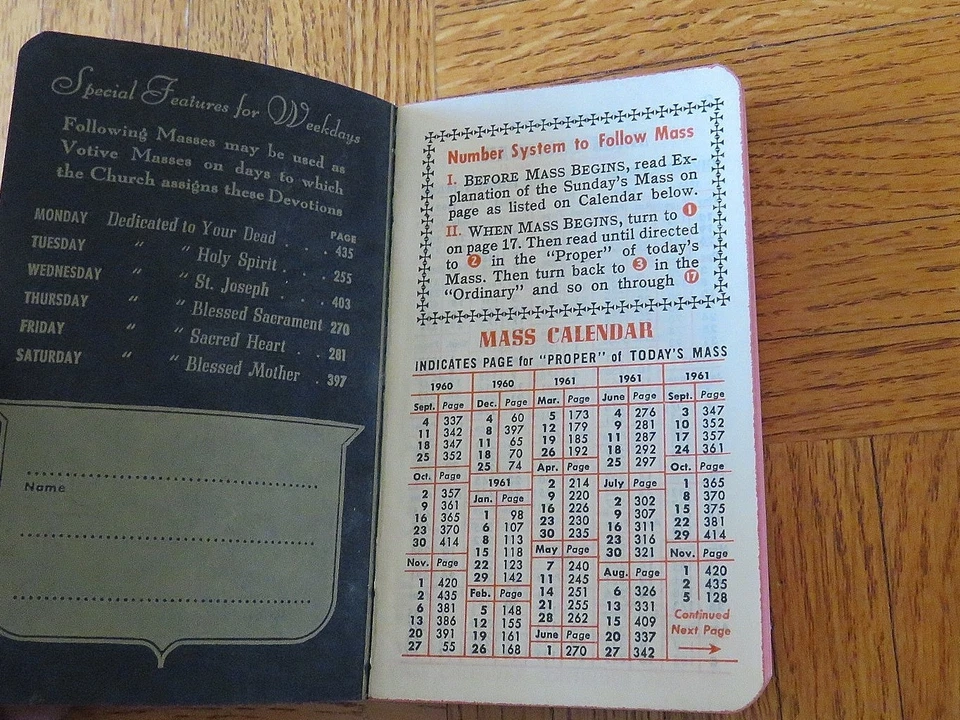 Special Features for Weekdays
Following Masses may be used as
Votive Masses on days to which
the Church assigns these Devotions
PAGE
MONDAY Dedicated to Your Dead . . . 435
TUESDAY " " Holy Spirit . . . . 255
WEDNESDAY " " St. Joseph . . . . 403
THURSDAY " " Blessed Sacrament 270
FRIDAY " " Sacred Heart . . . 281
SATURDAY " " Blessed Mother . 397
Name
Number System to Follow Mass
I. BEFORE MASS BEGINS, read Ex-
planation of the Sunday's Mass on
page as listed on Calendar below.
II. WHEN MASS BEGINS, turn to 1
on page 17. Then read until directed
to 2 in the "Proper" of today's
Mass. Then turn back to 3 in the
"Ordinary" and so on through 17
MASS CALENDAR
INDICATES PAGE for "PROPER" of TODAY'S MASS
1960
Sept. Page
4 337
11 342
18 347
25 352
Oct. Page
2 357
9 361
16 365
23 370
30 414
Nov. Page
1 420
2 435
6 381
13 386
20 391
27 55
1960
Dec. Page
4 60
8 397
11 65
18 70
25 74
1961
Jan. Page
1 98
6 107
8 113
15 118
22 123
29 142
Feb. Page
5 148
12 155
19 161
26 168
1961
Mar. Page
5 173
12 179
19 185
26 192
Apr. Page
2 214
9 220
16 226
23 230
30 235
May Page
7 240
11 245
14 251
21 255
28 262
June Page
1 270
1961
June Page
4 276
9 281
11 287
18 292
25 297
July Page
2 302
9 307
16 311
23 316
30 321
Aug. Page
6 326
13 331
15 409
20 337
27 342
1961
Sept. Page
3 347
10 352
17 357
24 361
Oct. Page
1 365
8 370
15 375
22 381
29 414
Nov. Page
1 420
2 435
5 128
Continued
Next Page